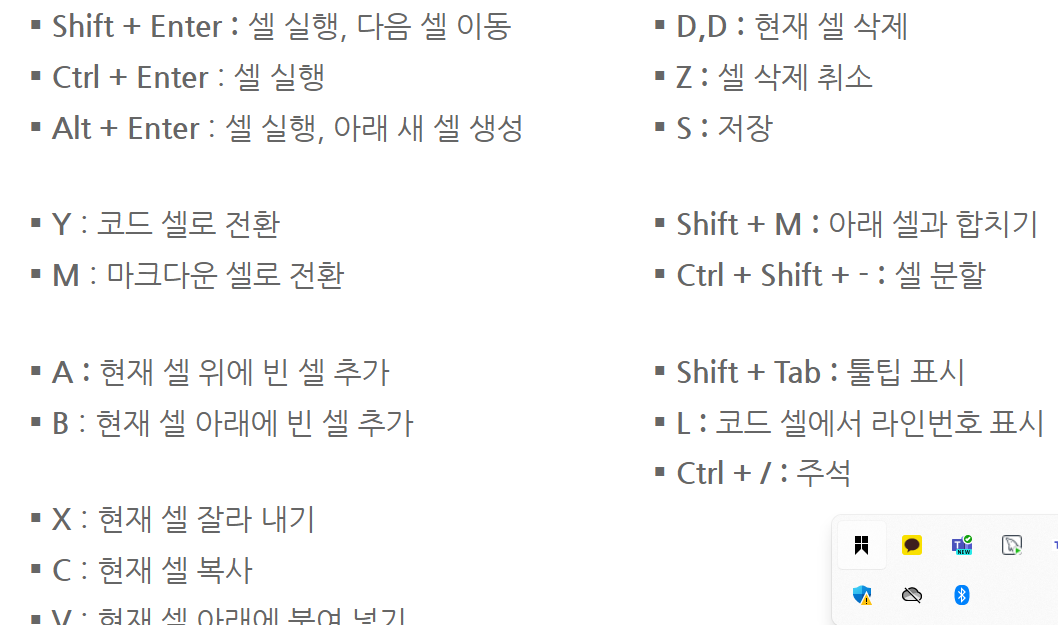 ▪ Shift + Enter : 셀 실행, 다음 셀 이동
▪ Ctrl + Enter : 셀 실행
▪ Alt + Enter : 셀 실행, 아래 새 셀 생성
▪ Y : 코드 셀로 전환
▪ M : 마크다운 셀로 전환
▪ A : 현재 셀 위에 빈 셀 추가
▪ B : 현재 셀 아래에 빈 셀 추가
▪ X : 현재 셀 잘라 내기
▪ C : 현재 셀 복사
▪ V : 현재 셀 아래에 붙여 넣기
▪ D,D : 현재 셀 삭제
▪ Z : 셀 삭제 취소
▪ S : 저장
▪ Shift + M : 아래 셀과 합치기
▪ Ctrl + Shift + - : 셀 분할
▪ Shift + Tab : 툴팁 표시
▪ L : 코드 셀에서 라인번호 표시
▪ Ctrl + / : 주석
NEW